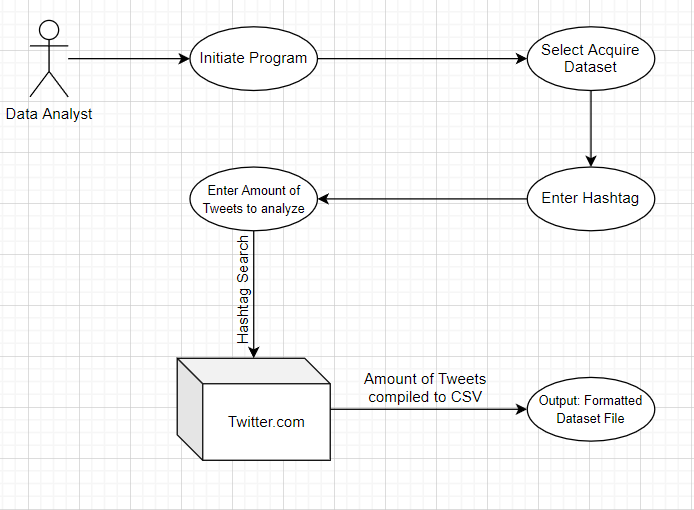 Data Analyst
Initiate Program
Select Acquire
Dataset
Enter Hashtag
Enter Amount of
Tweets to analyze
Hashtag Search
Twitter.com
Amount of Tweets
compiled to CSV
Output: Formatted
Dataset File